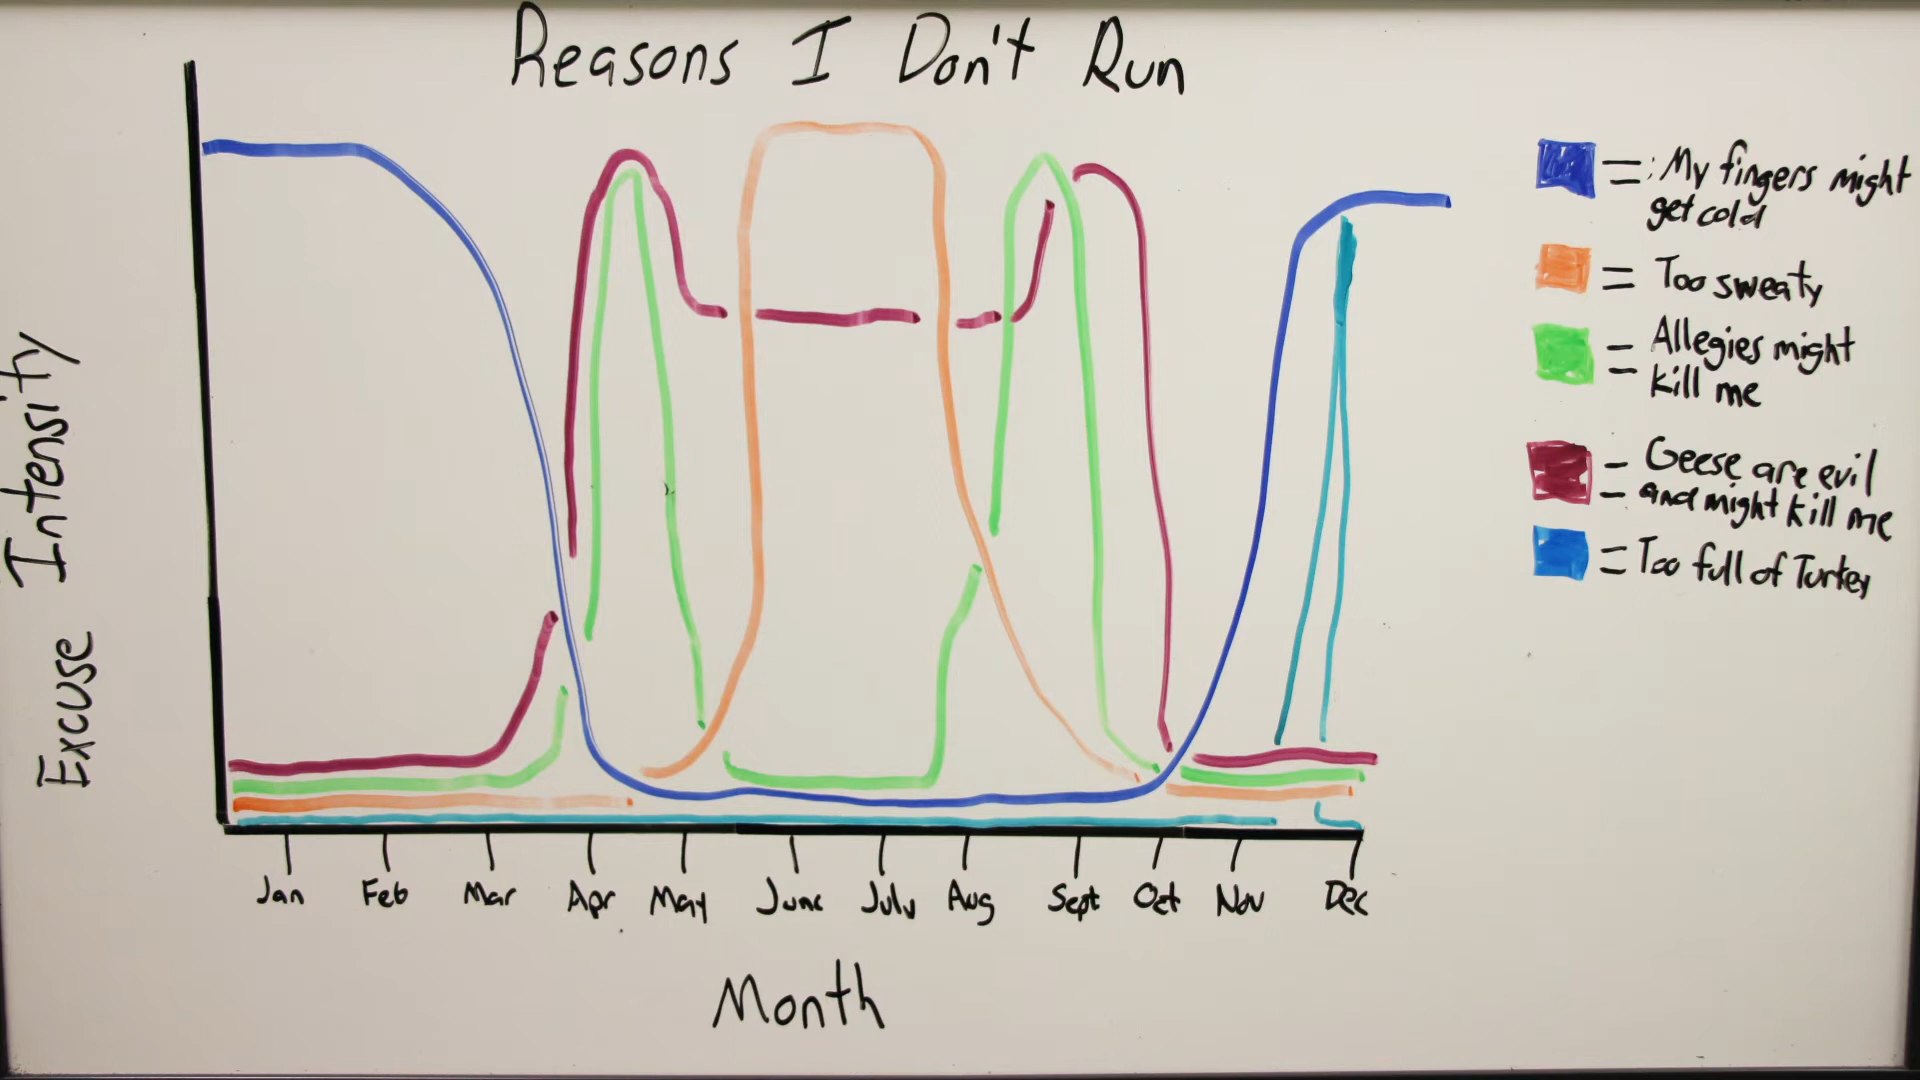 Reasons I Don't Run
Excuse Intensity
= : My fingers might
get cold
= Too sweaty
= Allegies might
kill me
= Geese are evil
and might kill me
= Too full of Turkey
Jan Feb Mar Apr May June July Aug Sept Oct Nov Dec
Month